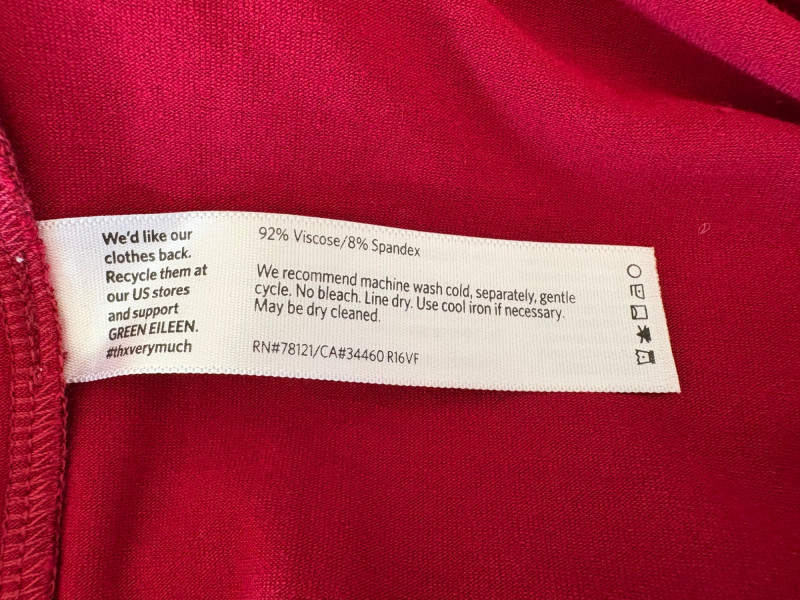 We'd like our
clothes back.
Recycle them at
our US stores
and support
GREEN EILEEN.
#thxverymuch
92% Viscose/8% Spandex
We recommend machine wash cold, separately, gentle
cycle. No bleach. Line dry. Use cool iron if necessary.
May be dry cleaned.
RN#78121/CA#34460 R16VF